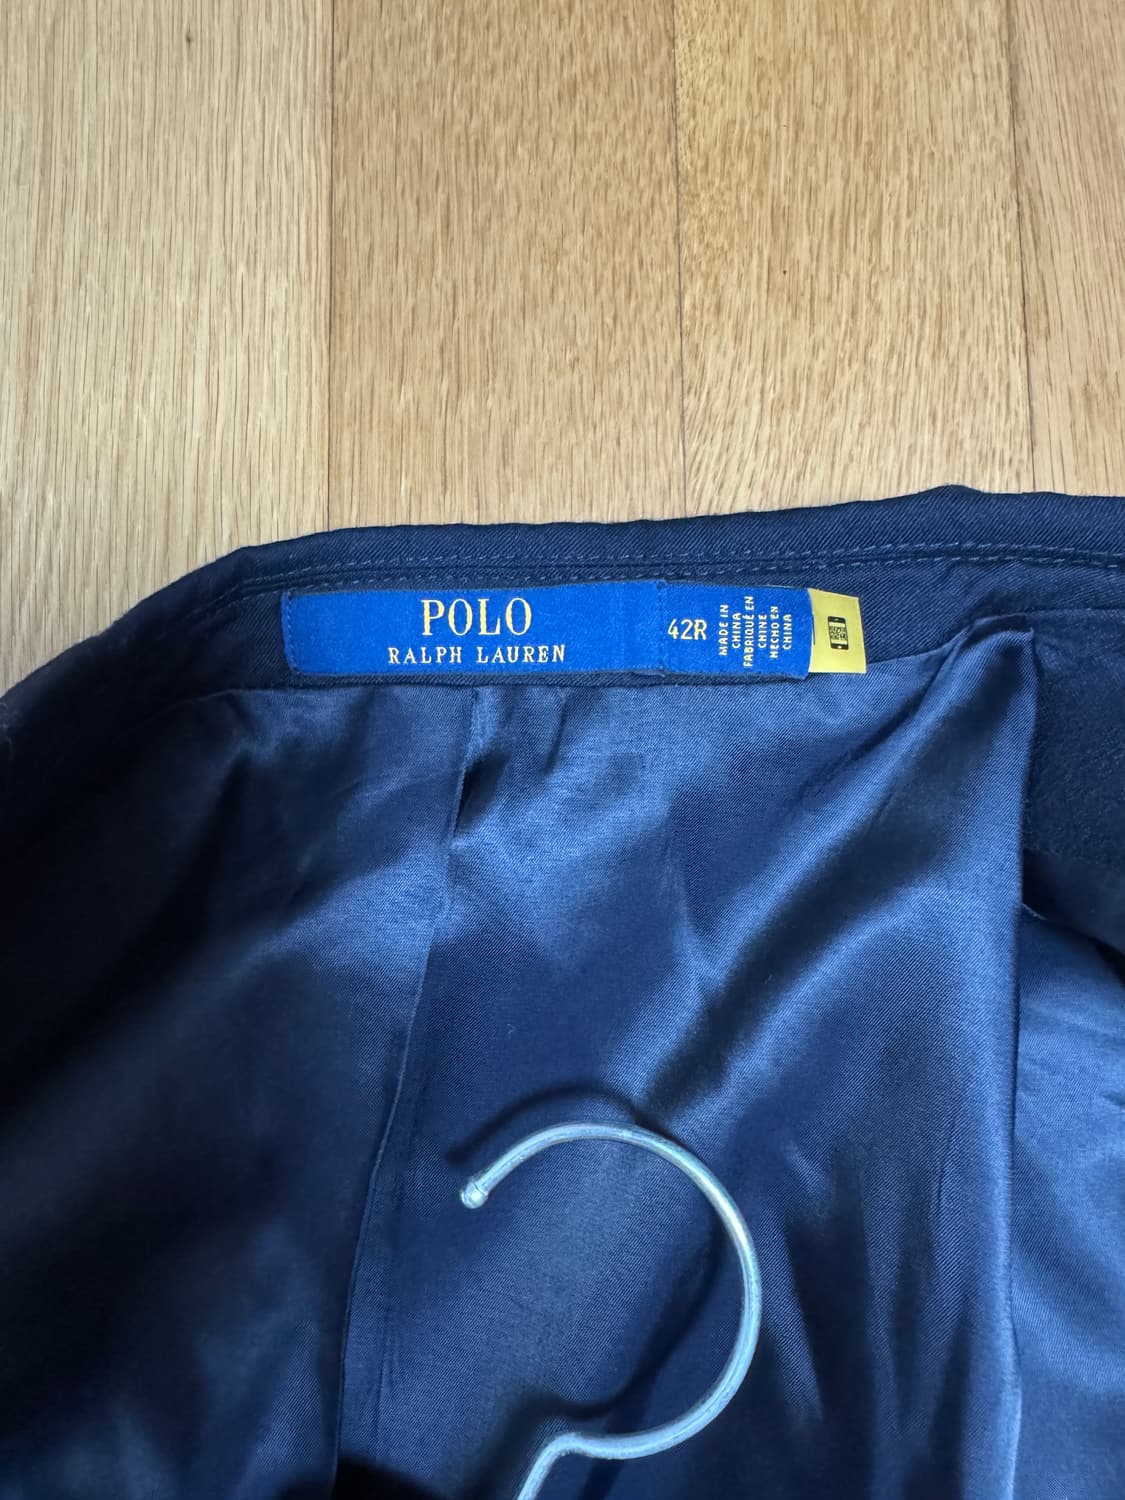 POLO
RALPH LAUREN
42R
MADE IN
CHINA
FABRIQUÉ EN
CHINE
HECHO EN
CHINA